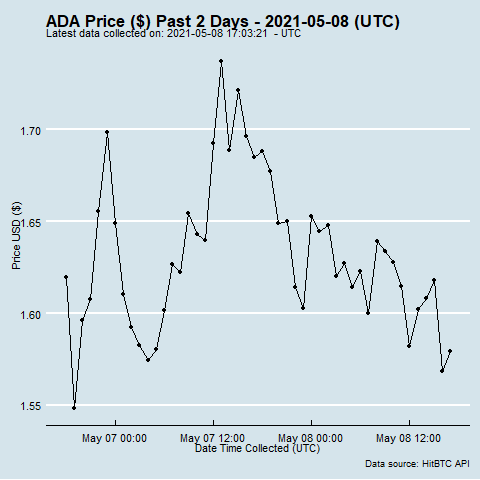 ADA Price ($) Past 2 Days - 2021-05-08 (UTC)
Latest data collected on: 2021-05-08 17:03:21 - UTC
1.70
1.65
1.60
1.55
Price USD ($)
May 07 00:00 May 07 12:00 May 08 00:00 May 08 12:00
Date Time Collected (UTC)
Data source: HitBTC API